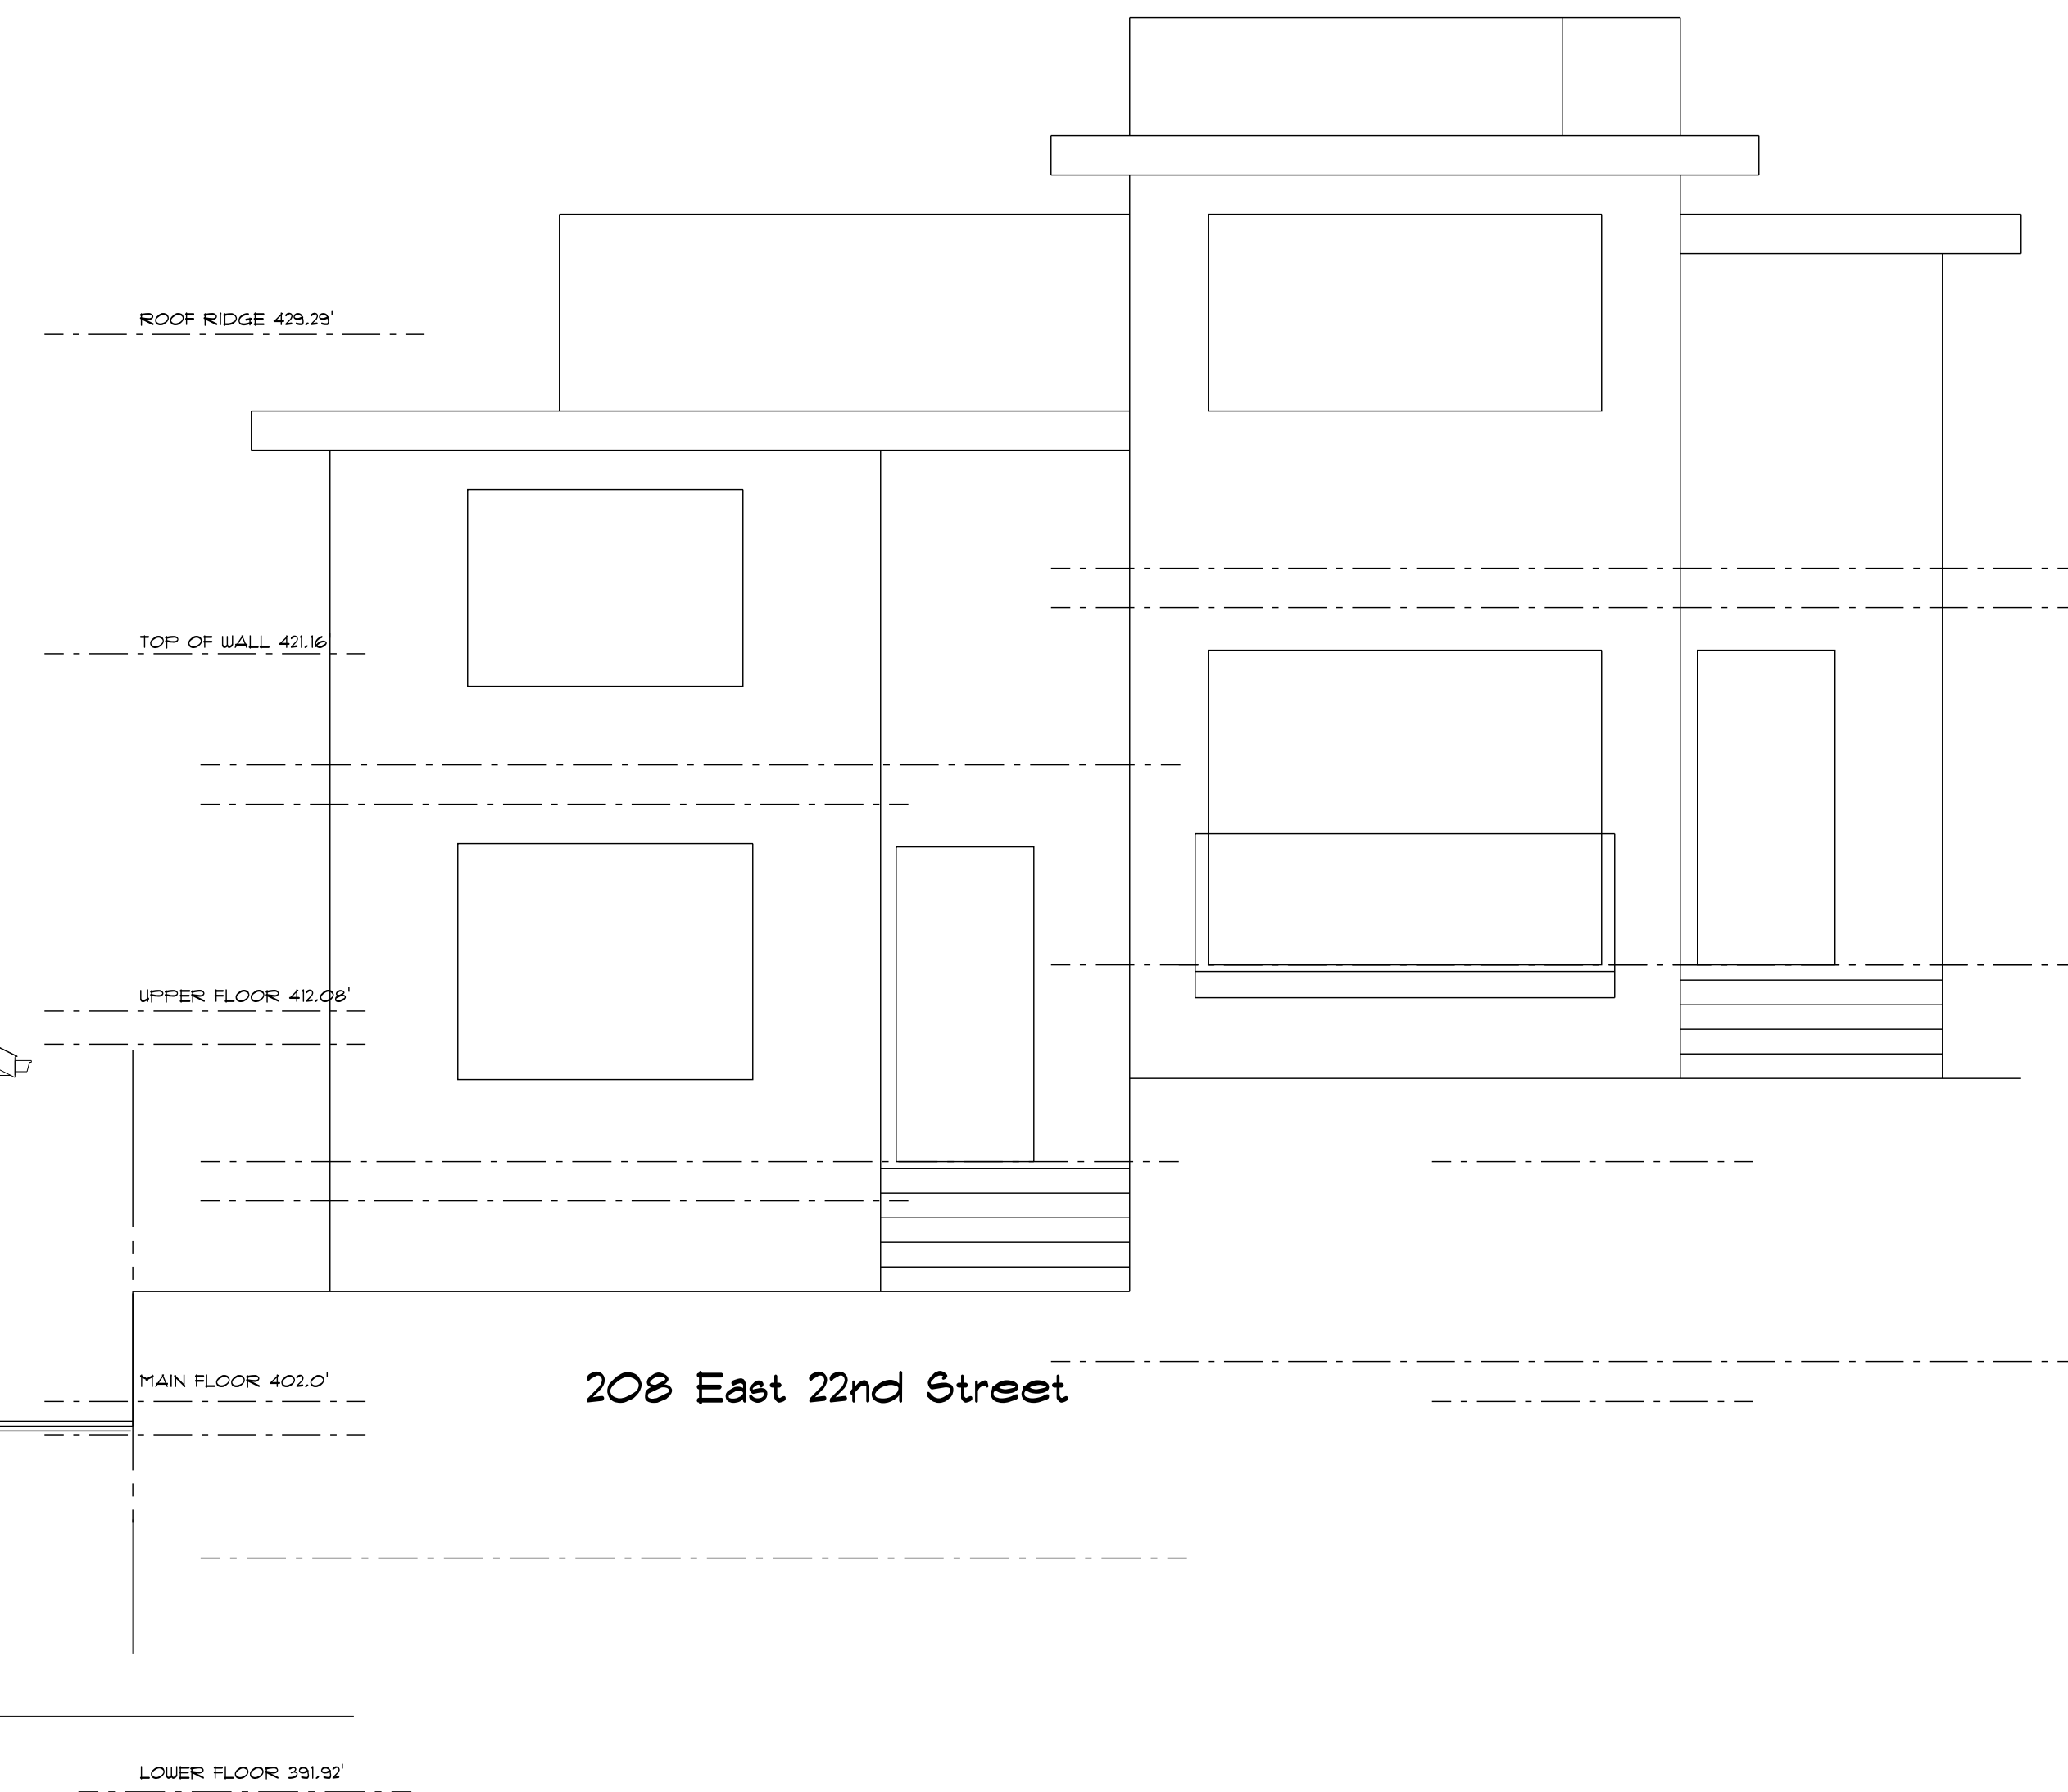 ROOF RIDGE 429.29'
TOP OF WALL 421.16'
UPPER FLOOR 412.08'
MAIN FLOOR 402.0'
208 East 22nd Street
LOWER FLOOR 391.92'